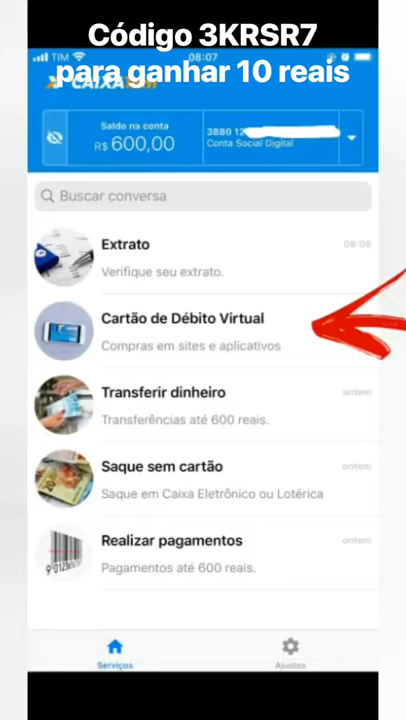 Código 3KRSR7
para ganhar 10 reais
TIM
08:07
CAIXA
Saldo na conta
R$ 600,00
3880 12
Conta Social Digital
Buscar conversa
Extrato
08:06
Verifique seu extrato.
Cartão de Débito Virtual
Compras em sites e aplicativos
Transferir dinheiro
ontem
Transferências até 600 reais.
Saque sem cartão
ontem
Saque em Caixa Eletrônico ou Lotérica
Realizar pagamentos
ontem
Pagamentos até 600 reais.
Serviços
Ajustes